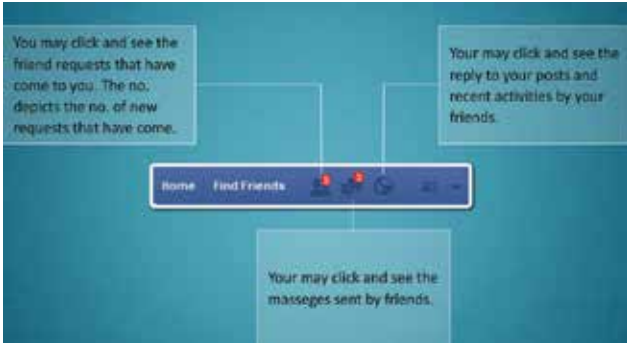 You may click and see the
friend requests that have
come to you. The no.
depicts the no. of new
requests that have come.
Your may click and see the
reply to your posts and
recent activities by your
friends.
Home Find Friends
Your may click and see the
masseges sent by friends.